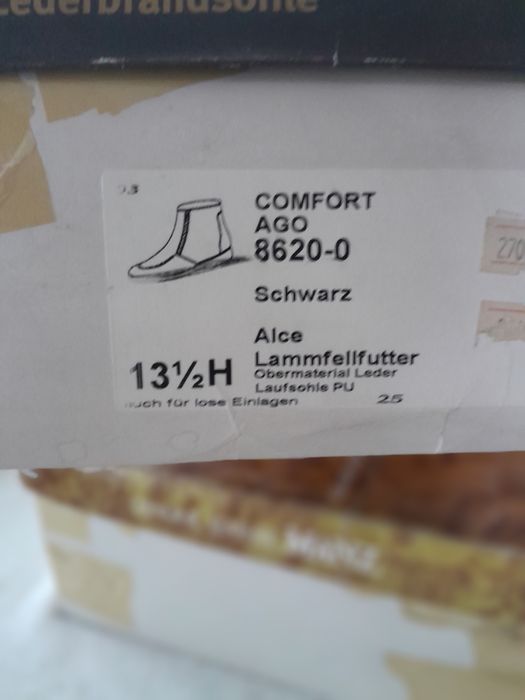 Lederbrandsohle
COMFORT
AGO
8620-0
270
Schwarz
Alce
13½H
Lammfellfutter
Obermaterial Leder
Laufsohle PU
auch für lose Einlagen 25